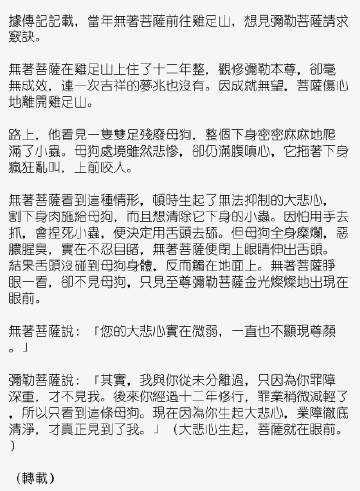 據傳記記載，當年無著菩薩前往雞足山，想見彌勒菩薩請求
竅訣。
無著菩薩在雞足山上住了十二年整，觀修彌勒本尊，卻毫
無成效，連一次吉祥的夢兆也沒有。因成就無望，菩薩傷心
地離開雞足山。
路上，他看見一隻雙足殘廢母狗，整個下身密密麻麻地爬
滿了小蟲。母狗處境雖然悲慘，卻仍滿腹嗔心，它拖著下身
瘋狂亂叫，上前咬人。
無著菩薩看到這種情形，頓時生起了無法抑制的大悲心，
割下身肉施給母狗，而且想清除它下身的小蟲。因怕用手去
抓，會捏死小蟲，便決定用舌頭去舔。但母狗全身糜爛，惡
膿腥臭，實在不忍目睹，無著菩薩便閉上眼睛伸出舌頭。
結果舌頭沒碰到母狗身體，反而觸在地面上。無著菩薩睜
眼一看，卻不見母狗，只見至尊彌勒菩薩金光燦燦地出現在
眼前。
無著菩薩說：「您的大悲心實在微弱，一直也不顯現尊顏
。」
彌勒菩薩說：「其實，我與你從未分離過，只因為你罪障
深重，才不見我。後來你經過十二年修行，罪業稍微減輕了
，所以只看到這條母狗。現在因為你生起大悲心，業障徹底
清淨，才真正見到了我。」（大悲心生起，菩薩就在眼前。
）
（轉載）